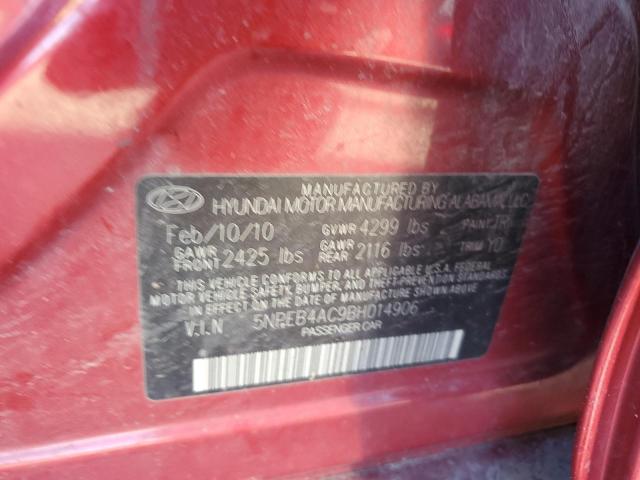 MANUFACTURED BY
HYUNDAI MOTOR MANUFACTURING ALABAMA, LLC
Feb/10/10 GVWR 4299 lbs PAINT TR
GAWR FRONT 2425 lbs GAWR REAR 2116 lbs TRIM YD
THIS VEHICLE CONFORMS TO ALL APPLICABLE U.S.A. FEDERAL
MOTOR VEHICLE SAFETY, BUMPER, AND THEFT PREVENTION STANDARDS
IN EFFECT ON THE DATE OF MANUFACTURE SHOWN ABOVE
V.I.N 5NPEB4AC9BH014906
PASSENGER CAR